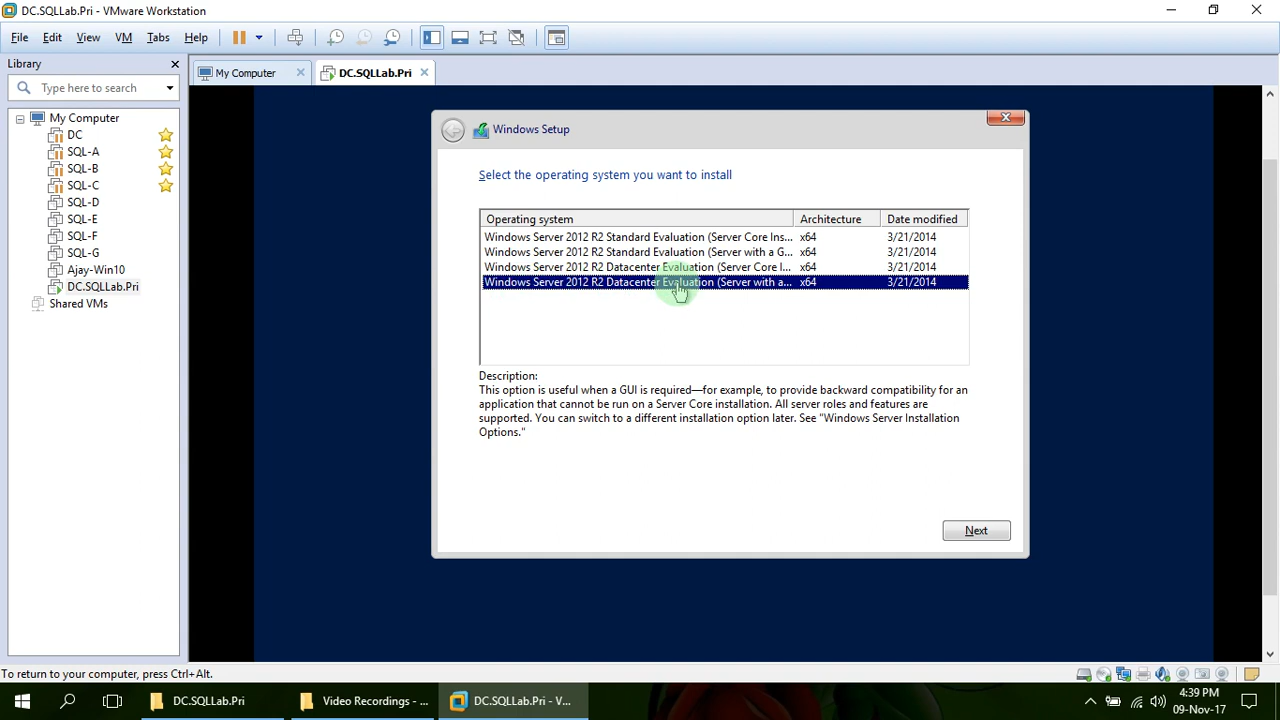 DC.SQLLab.Pri - VMware Workstation
File Edit View VM Tabs Help
Library
My Computer
DC.SQLLab.Pri
Type here to search
My Computer
DC
SQL-A
SQL-B
SQL-C
SQL-D
SQL-E
SQL-F
SQL-G
Ajay-Win10
DC.SQLLab.Pri
Shared VMs
Windows Setup
Select the operating system you want to install
Operating system Architecture Date modified
Windows Server 2012 R2 Standard Evaluation (Server Core Ins... x64 3/21/2014
Windows Server 2012 R2 Standard Evaluation (Server with a G... x64 3/21/2014
Windows Server 2012 R2 Datacenter Evaluation (Server Core I... x64 3/21/2014
Windows Server 2012 R2 Datacenter Evaluation (Server with a... x64 3/21/2014
Description:
This option is useful when a GUI is required—for example, to provide backward compatibility for an
application that cannot be run on a Server Core installation. All server roles and features are
supported. You can switch to a different installation option later. See "Windows Server Installation
Options."
Next
To return to your computer, press Ctrl+Alt.
DC.SQLLab.Pri
Video Recordings - ...
DC.SQLLab.Pri - V...
4:39 PM
09-Nov-17